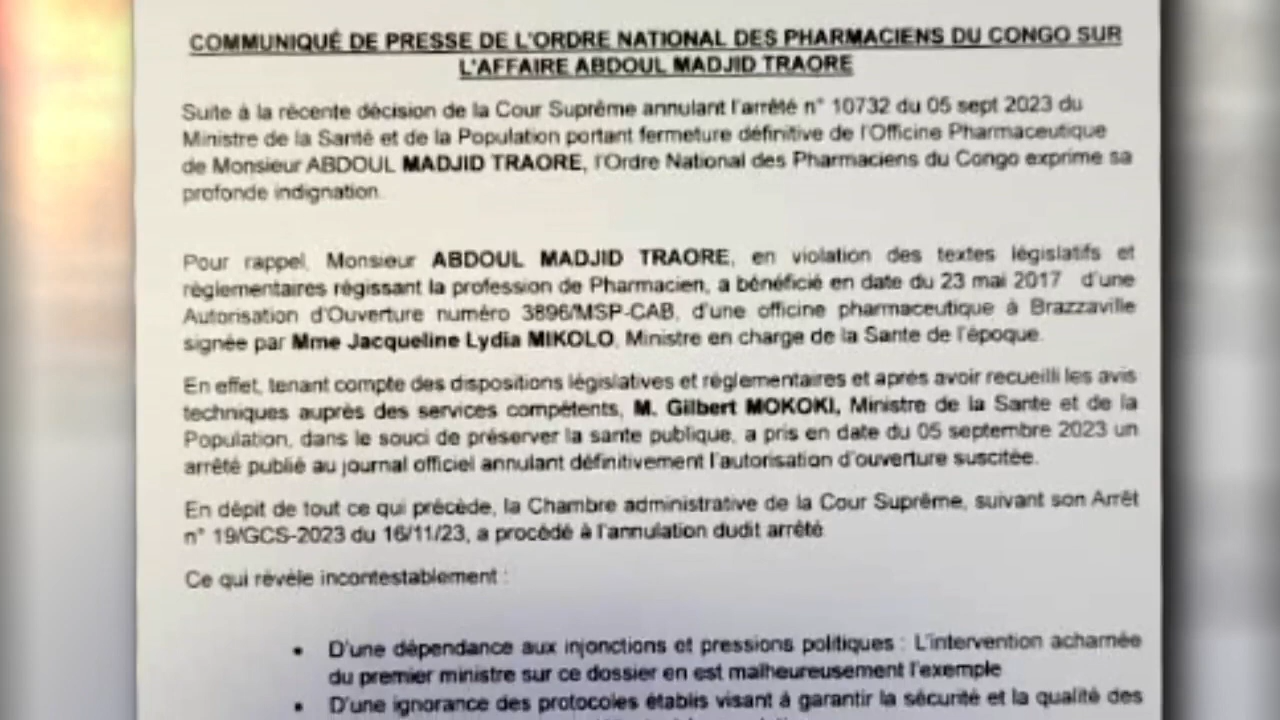 COMMUNIQUÉ DE PRESSE DE L'ORDRE NATIONAL DES PHARMACIENS DU CONGO SUR
L'AFFAIRE ABDOUL MADJID TRAORE
Suite à la récente décision de la Cour Suprême annulant l'arrêté n° 10732 du 05 sept 2023 du
Ministre de la Santé et de la Population portant fermeture définitive de l'Officine Pharmaceutique
de Monsieur ABDOUL MADJID TRAORE, l'Ordre National des Pharmaciens du Congo exprime sa
profonde indignation.
Pour rappel, Monsieur ABDOUL MADJID TRAORE, en violation des textes législatifs et
règlementaires régissant la profession de Pharmacien, a bénéficié en date du 23 mai 2017 d'une
Autorisation d'Ouverture numéro 3896/MSP-CAB, d'une officine pharmaceutique à Brazzaville
signée par Mme Jacqueline Lydia MIKOLO, Ministre en charge de la Sante de l'époque.
En effet, tenant compte des dispositions législatives et réglementaires et après avoir recueilli les avis
techniques auprès des services compétents, M. Gilbert MOKOKI, Ministre de la Sante et de la
Population, dans le souci de préserver la sante publique, a pris en date du 05 septembre 2023 un
arrêté publié au journal officiel annulant définitivement l'autorisation d'ouverture suscitée.
En dépit de tout ce qui précède, la Chambre administrative de la Cour Suprême, suivant son Arrêt
n° 19/GCS-2023 du 16/11/23, a procédé à l'annulation dudit arrêté
Ce qui révèle incontestablement :
• D'une dépendance aux injonctions et pressions politiques : L'intervention acharnée
du premier ministre sur ce dossier en est malheureusement l'exemple
• D'une ignorance des protocoles établis visant à garantir la sécurité et la qualité des